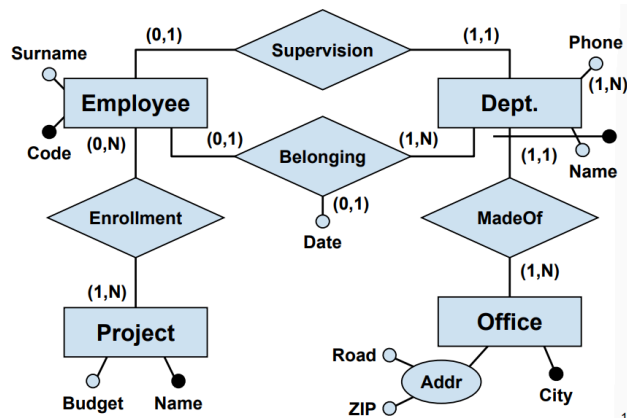 (0,1)
Supervision
(1,1)
Phone
Surname
(1,N)
Employee
Dept.
Code
(0,N)
(0,1)
Belonging
(1,N)
(1,1)
Name
Enrollment
(0,1)
Date
MadeOf
(1,N)
(1,N)
Project
Office
Road
Addr
Budget
Name
ZIP
City
1